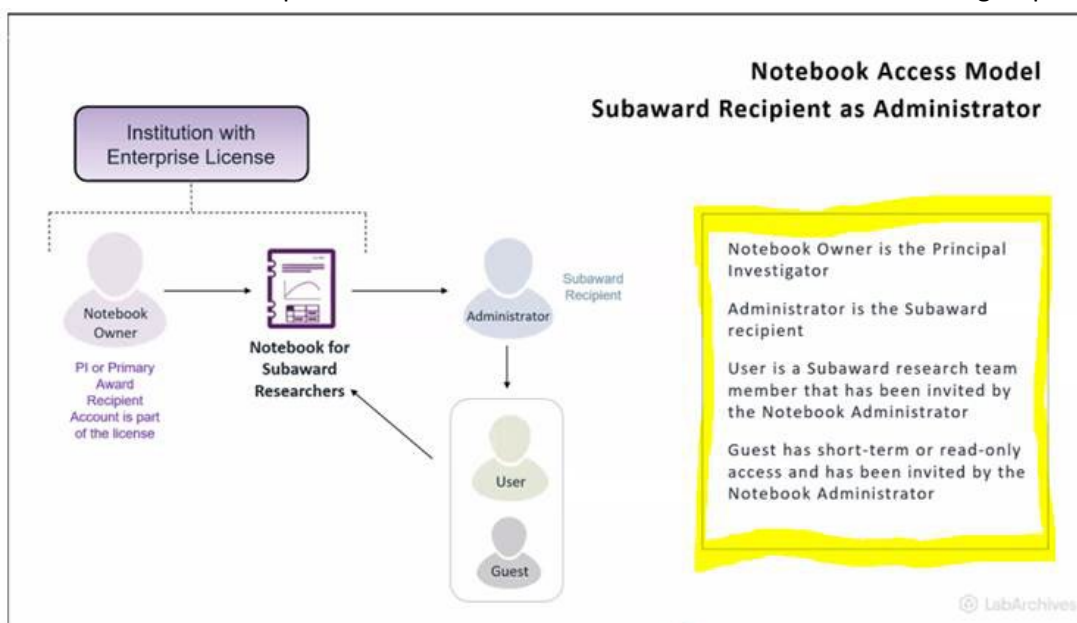 Notebook Access Model
Subaward Recipient as Administrator
Institution with
Enterprise License
Notebook
Owner
PI or Primary
Award
Recipient
Account is part
of the license
Notebook for
Subaward
Researchers
Administrator
Subaward
Recipient
User
Guest
Notebook Owner is the Principal
Investigator
Administrator is the Subaward
recipient
User is a Subaward research team
member that has been invited by
the Notebook Administrator
Guest has short-term or read-only
access and has been invited by the
Notebook Administrator
LabArchives